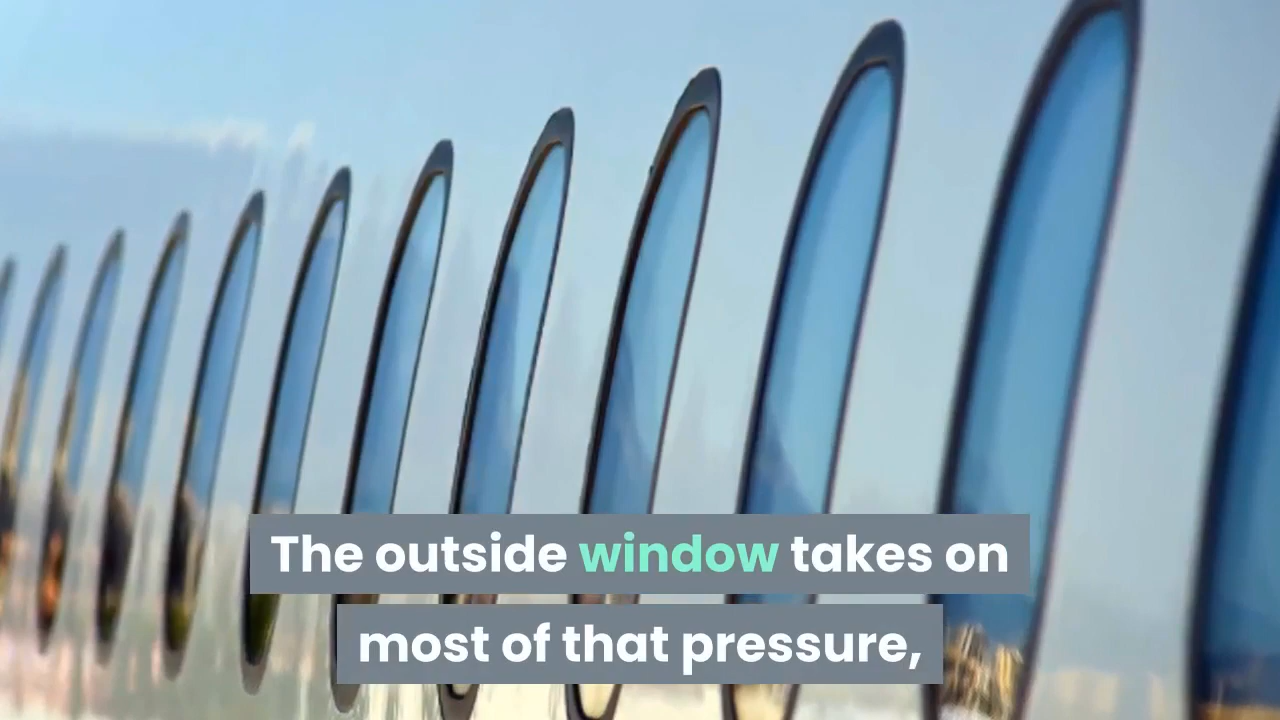 The outside window takes on
most of that pressure,